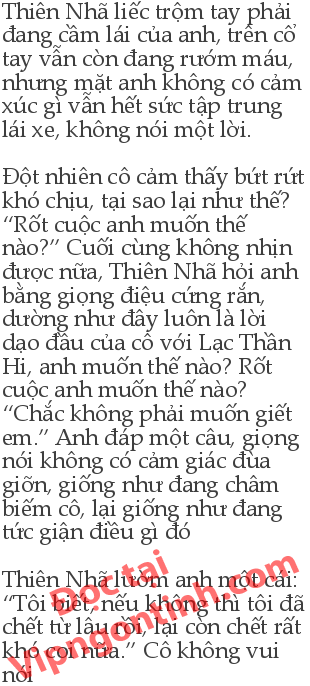 Thiên Nhã liếc trộm tay phải
đang cầm lái của anh, trên cổ
tay vẫn còn đang rướm máu,
nhưng mặt anh không có cảm
xúc gì vẫn hết sức tập trung
lái xe, không nói một lời.
Đột nhiên cô cảm thấy bứt rứt
khó chịu, tại sao lại như thế?
“Rốt cuộc anh muốn thế
nào?” Cuối cùng không nhịn
được nữa, Thiên Nhã hỏi anh
bằng giọng điệu cứng rắn,
dường như đây luôn là lời
dạo đầu của cô với Lạc Thần
Hi, anh muốn thế nào? Rốt
cuộc anh muốn thế nào?
“Chắc không phải muốn giết
em.” Anh đáp một câu, giọng
nói không có cảm giác đùa
giỡn, giống như đang châm
biếm cô, lại giống như đang
tức giận điều gì đó
Thiên Nhã lườm anh một cái:
“Tôi biết, nếu không thì tôi đã
chết từ lâu rồi, lại còn chết rất
khó coi nữa.” Cô không vui
nói
Đọc tại
Vipngontinh.com